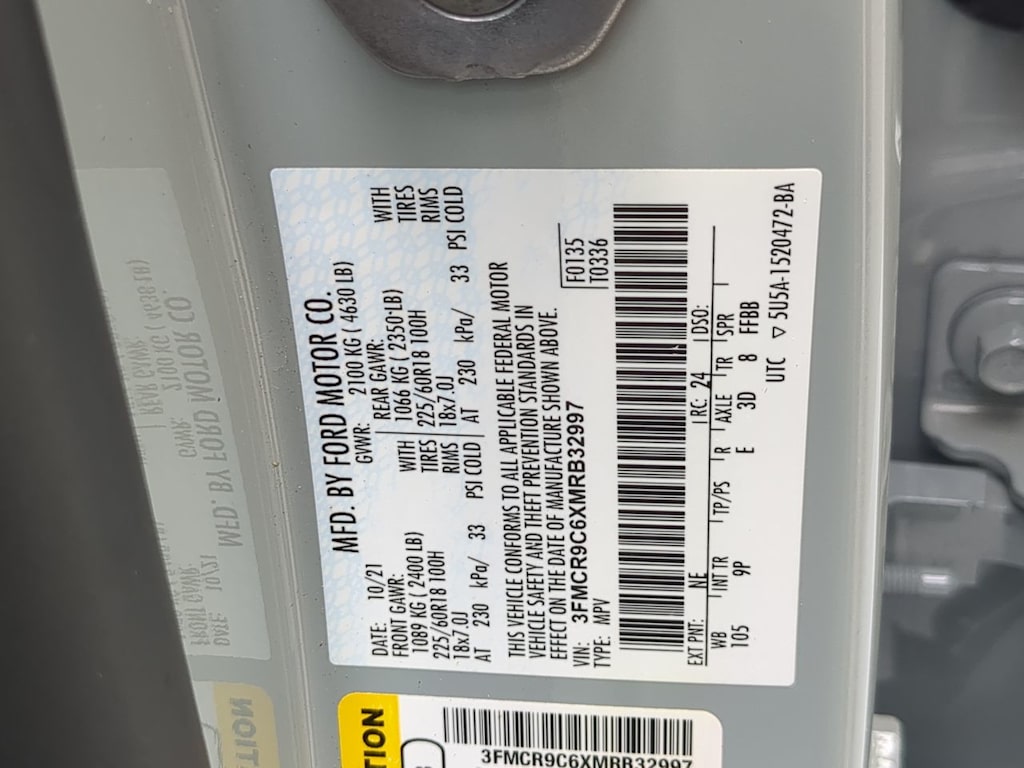 MFD. BY FORD MOTOR CO.
DATE: 10/21 GVWR: 2100 KG ( 4630 LB)
FRONT GAWR: WITH REAR GAWR: WITH
1089 KG ( 2400 LB) TIRES 1066 KG ( 2350 LB) TIRES
225/60R18 100H RIMS 225/60R18 100H RIMS
18x7.0J 18x7.0J
AT 230 kPa/ 33 PSI COLD AT 230 kPa/ 33 PSI COLD
THIS VEHICLE CONFORMS TO ALL APPLICABLE FEDERAL MOTOR
VEHICLE SAFETY AND THEFT PREVENTION STANDARDS IN
EFFECT ON THE DATE OF MANUFACTURE SHOWN ABOVE.
VIN: 3FMCR9C6XMRB32997 F0135
TYPE: MPV T0336
EXT PNT: NE RC: 24 DSO:
WB INT TR TP/PS R AXLE TR SPR
105 9P E 3D 8 FFBB
UTC ▽ 5U5A-1520472-BA
TION
3FMCR9C6XMRB32997